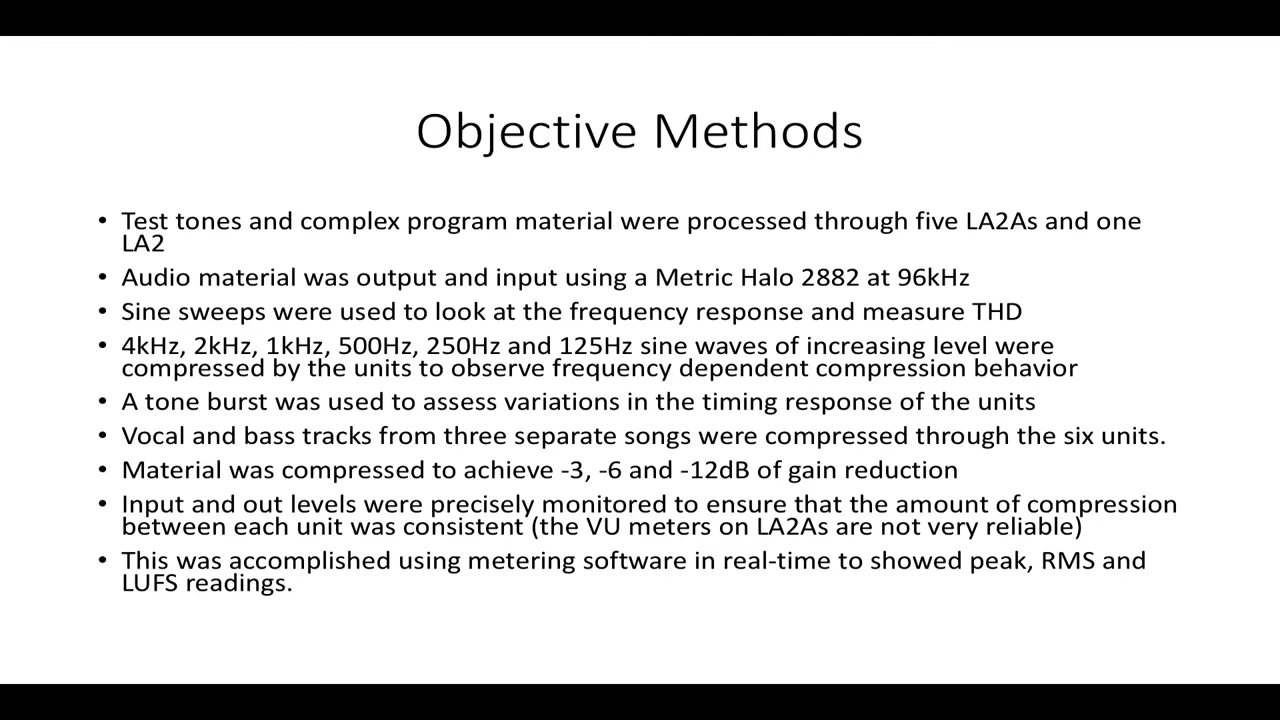 Objective Methods
• Test tones and complex program material were processed through five LA2As and one
LA2
• Audio material was output and input using a Metric Halo 2882 at 96kHz
• Sine sweeps were used to look at the frequency response and measure THD
• 4kHz, 2kHz, 1kHz, 500Hz, 250Hz and 125Hz sine waves of increasing level were
compressed by the units to observe frequency dependent compression behavior
• A tone burst was used to assess variations in the timing response of the units
• Vocal and bass tracks from three separate songs were compressed through the six units.
• Material was compressed to achieve -3, -6 and -12dB of gain reduction
• Input and out levels were precisely monitored to ensure that the amount of compression
between each unit was consistent (the VU meters on LA2As are not very reliable)
• This was accomplished using metering software in real-time to showed peak, RMS and
LUFS readings.